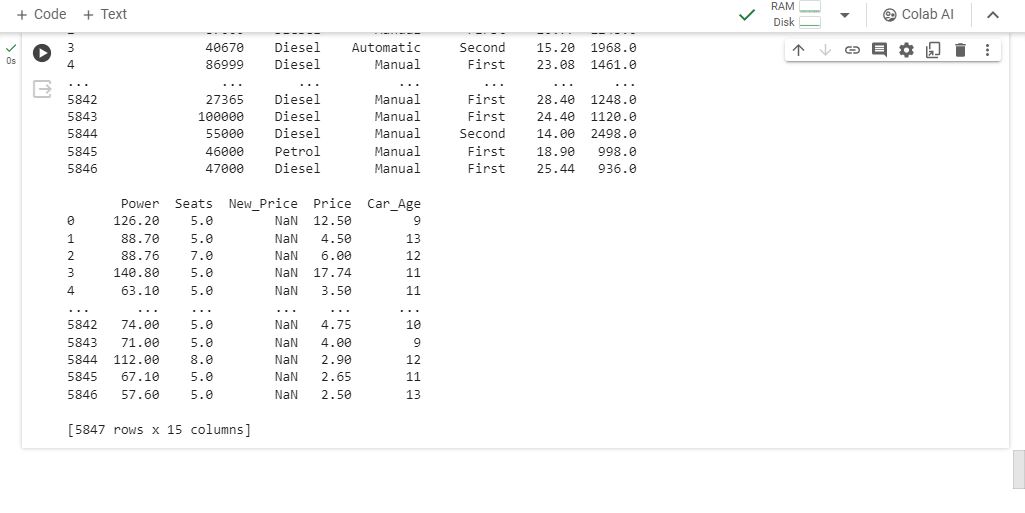 + Code + Text
RAM
Disk
Colab AI
0s
3 40670 Diesel Automatic Second 15.20 1968.0
4 86999 Diesel Manual First 23.08 1461.0
... ... ... ... ... ... ...
5842 27365 Diesel Manual First 28.40 1248.0
5843 100000 Diesel Manual First 24.40 1120.0
5844 55000 Diesel Manual Second 14.00 2498.0
5845 46000 Petrol Manual First 18.90 998.0
5846 47000 Diesel Manual First 25.44 936.0
Power Seats New_Price Price Car_Age
0 126.20 5.0 NaN 12.50 9
1 88.70 5.0 NaN 4.50 13
2 88.76 7.0 NaN 6.00 12
3 140.80 5.0 NaN 17.74 11
4 63.10 5.0 NaN 3.50 11
... ... ... ... ... ...
5842 74.00 5.0 NaN 4.75 10
5843 71.00 5.0 NaN 4.00 9
5844 112.00 8.0 NaN 2.90 12
5845 67.10 5.0 NaN 2.65 11
5846 57.60 5.0 NaN 2.50 13
[5847 rows x 15 columns]